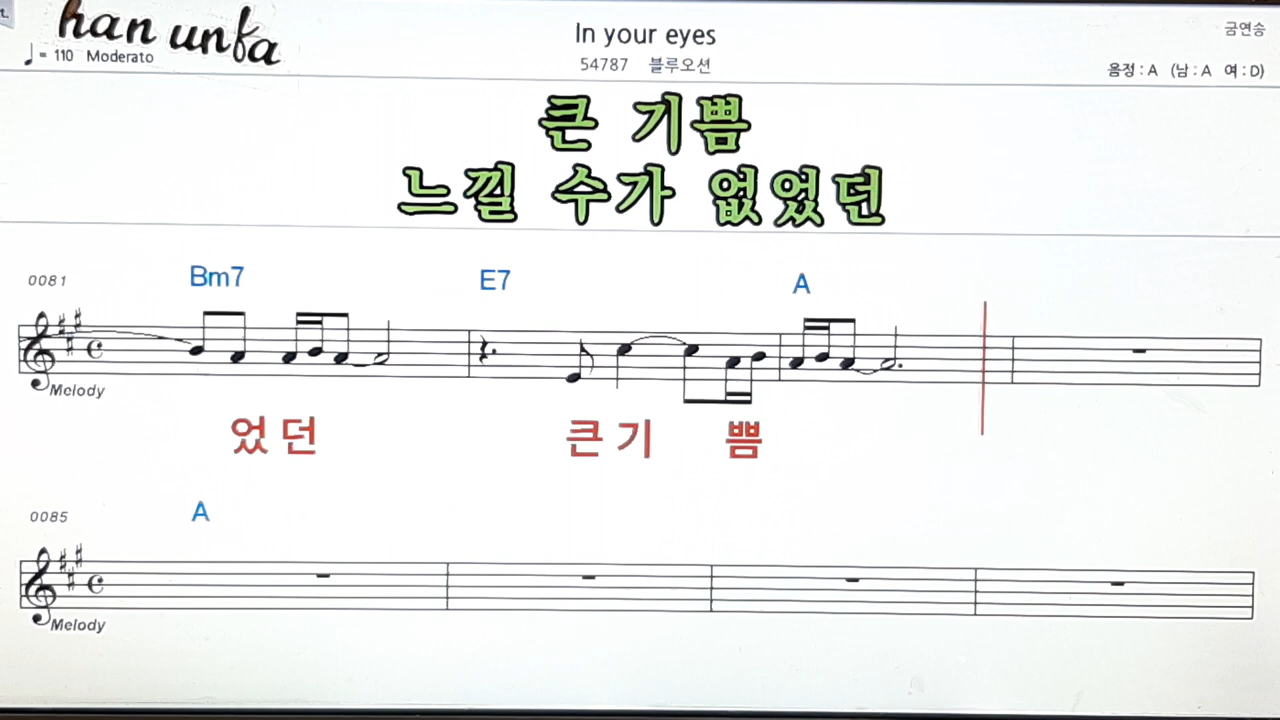 han unfa
♩ = 110 Moderato
In your eyes
54787 블루오션
금연승
음정 : A (남 : A 여 : D)
큰 기쁨
느낄 수가 없었던
0081 Bm7 E7 A
Melody
었던 큰기 쁨
0085 A
Melody